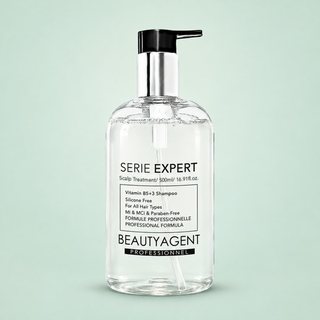 SERIE EXPERT
Scalp Treatment/ 500ml/ 16.91fl.oz.
Vitamin B5+3 Shampoo
Silicone Free
For All Hair Types
MI & MCI & Paraben-Free
FORMULE PROFESSIONNELLE
PROFESSIONAL FORMULA
BEAUTYAGENT
PROFESSIONNEL